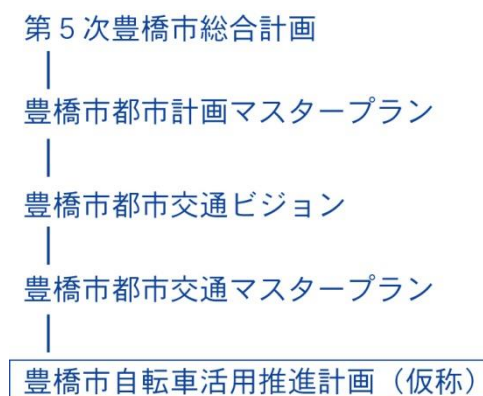 第５次豊橋市総合計画
豊橋市都市計画マスタープラン
豊橋市都市交通ビジョン
豊橋市都市交通マスタープラン
豊橋市自転車活用推進計画（仮称）